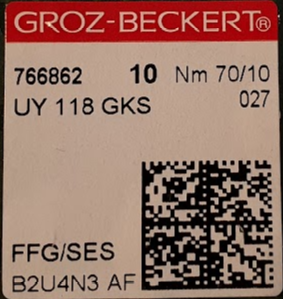 GROZ-BECKERT®
766862 10 Nm 70/10
UY 118 GKS 027
FFG/SES
B2U4N3 AF